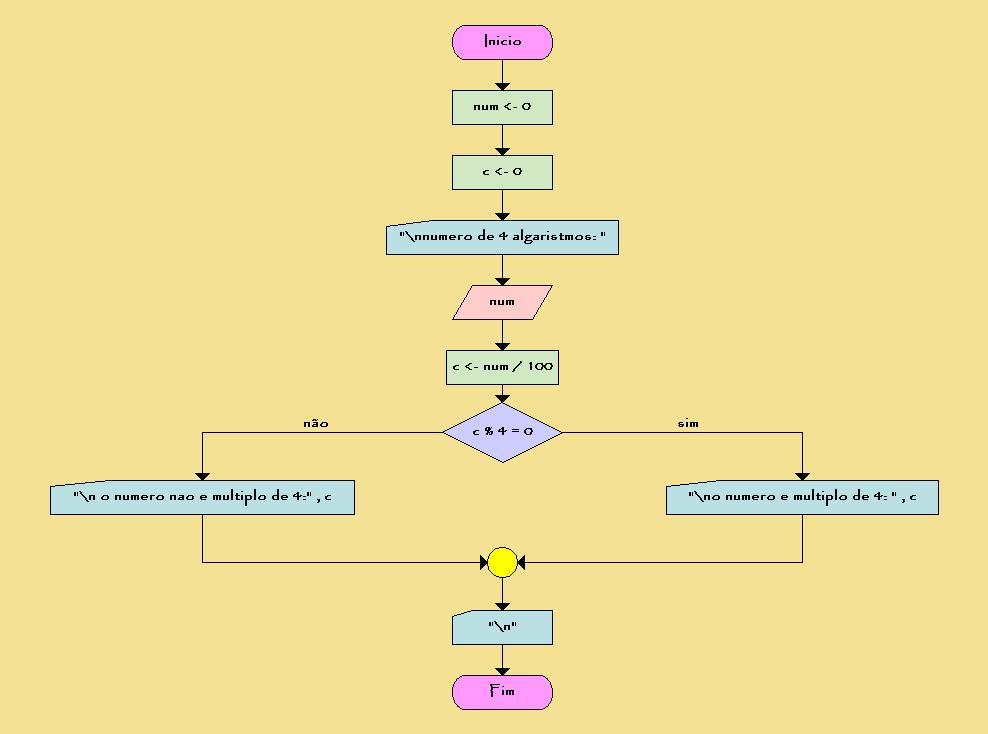 Inicio
num <- 0
c <- 0
"\nnumero de 4 algaristmos: "
num
c <- num / 100
c % 4 = 0
não
sim
"\n o numero nao e multiplo de 4:" , c
"\no numero e multiplo de 4: " , c
"\n"
Fim